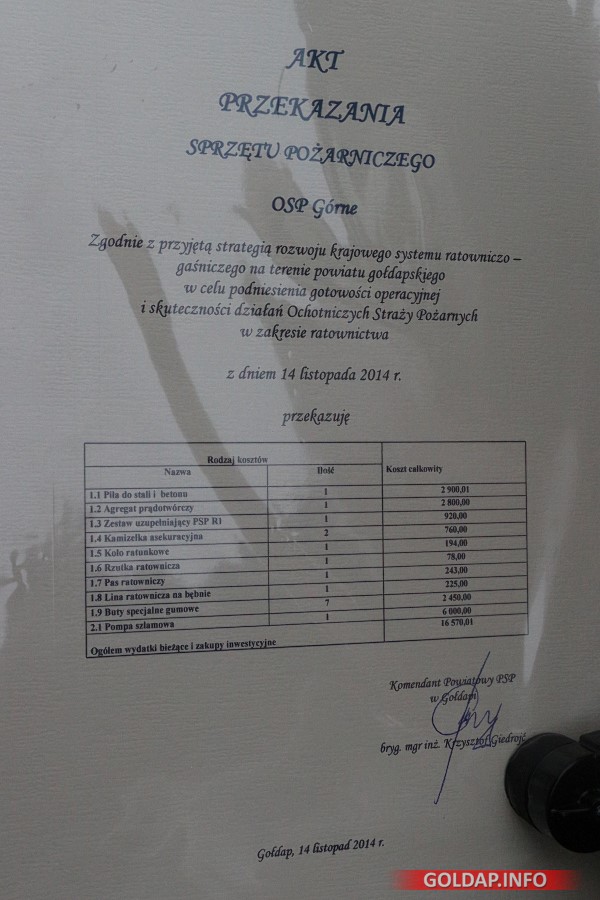 AKT
PRZEKAZANIA
SPRZĘTU POŻARNICZEGO
OSP Górne
Zgodnie z przyjętą strategią rozwoju krajowego systemu ratowniczo –
gaśniczego na terenie powiatu gołdapskiego
w celu podniesienia gotowości operacyjnej
i skuteczności działań Ochotniczych Straży Pożarnych
w zakresie ratownictwa
z dniem 14 listopada 2014 r.
przekazuję
Rodzaj kosztów Koszt całkowity
Nazwa Ilość
1.1 Piła do stali i betonu 1 2 900,01
1.2 Agregat prądotwórczy 1 2 800,00
1.3 Zestaw uzupełniający PSP R1 1 920,00
1.4 Kamizelka asekuracyjna 2 760,00
1.5 Koło ratunkowe 1 194,00
1.6 Rzutka ratownicza 1 78,00
1.7 Pas ratowniczy 1 243,00
1.8 Lina ratownicza na bębnie 1 225,00
1.9 Buty specjalne gumowe 7 2 450,00
2.1 Pompa szlamowa 1 6 000,00
Ogółem wydatki bieżące i zakupy inwestycyjne 16 570,01
Komendant Powiatowy PSP
w Gołdapi
bryg. mgr inż. Krzysztof Giedrojć
Gołdap, 14 listopad 2014 r.
GOLDAP.INFO